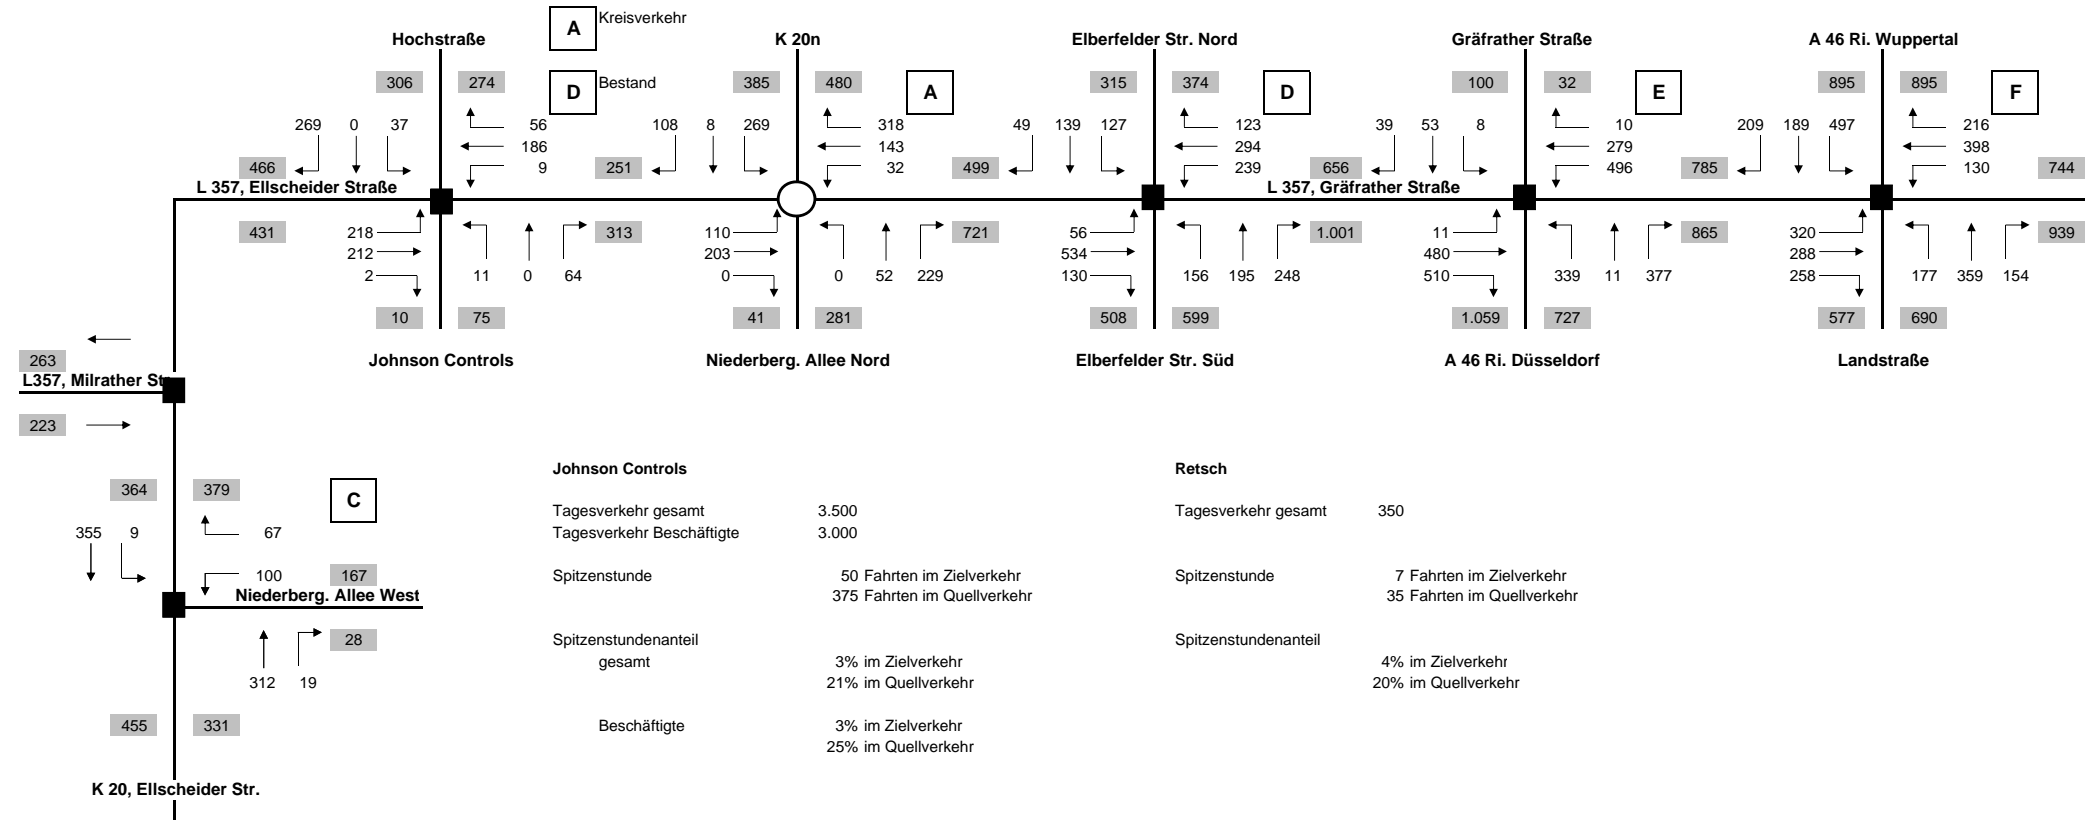 A Kreisverkehr
Hochstraße K 20n Elberfelder Str. Nord Gräfrather Straße A 46 Ri. Wuppertal
306 274 D Bestand 385 480 A 315 374 D 100 32 E 895 895 F
269 0 37 56 108 8 269 318 49 139 127 123 39 53 8 10 209 189 497 216
186 143 294 279 398
466 9 251 32 499 239 656 496 785 130 744
L 357, Ellscheider Straße L 357, Gräfrather Straße
431 218 313 110 721 56 1.001 11 865 320 939
212 203 534 480 288
2 11 0 64 0 0 52 229 130 156 195 248 510 339 11 377 258 177 359 154
10 75 41 281 508 599 1.059 727 577 690
263 Johnson Controls Niederberg. Allee Nord Elberfelder Str. Süd A 46 Ri. Düsseldorf Landstraße
L357, Milrather St
223
Johnson Controls Retsch
364 379 C
Tagesverkehr gesamt 3.500 Tagesverkehr gesamt 350
355 9 67 Tagesverkehr Beschäftigte 3.000
100 167 Spitzenstunde 50 Fahrten im Zielverkehr Spitzenstunde 7 Fahrten im Zielverkehr
Niederberg. Allee West 375 Fahrten im Quellverkehr 35 Fahrten im Quellverkehr
28 Spitzenstundenanteil Spitzenstundenanteil
gesamt 3% im Zielverkehr 4% im Zielverkehr
312 19 21% im Quellverkehr 20% im Quellverkehr
455 331 Beschäftigte 3% im Zielverkehr
25% im Quellverkehr
K 20, Ellscheider Str.